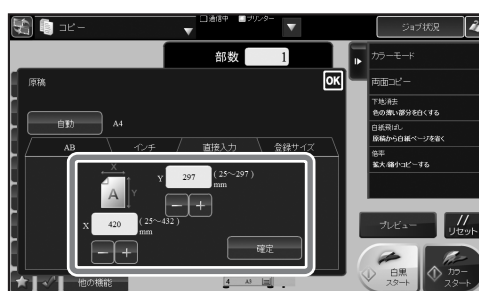 コピー
通信中 プリンター
ジョブ状況
部数 1
カラーモード
原稿
OK
両面コピー
自動 A4
下地消去
色の薄い部分を白くする
白紙飛ばし
原稿から白紙ページを省く
AB インチ 直接入力 登録サイズ
倍率
拡大/縮小コピーする
X
Y 297 (25~297)
mm
A Y
X 420 (25~432)
mm
プレビュー
リセット
確定
白黒
スタート
カラー
スタート
他の機能
4 A3